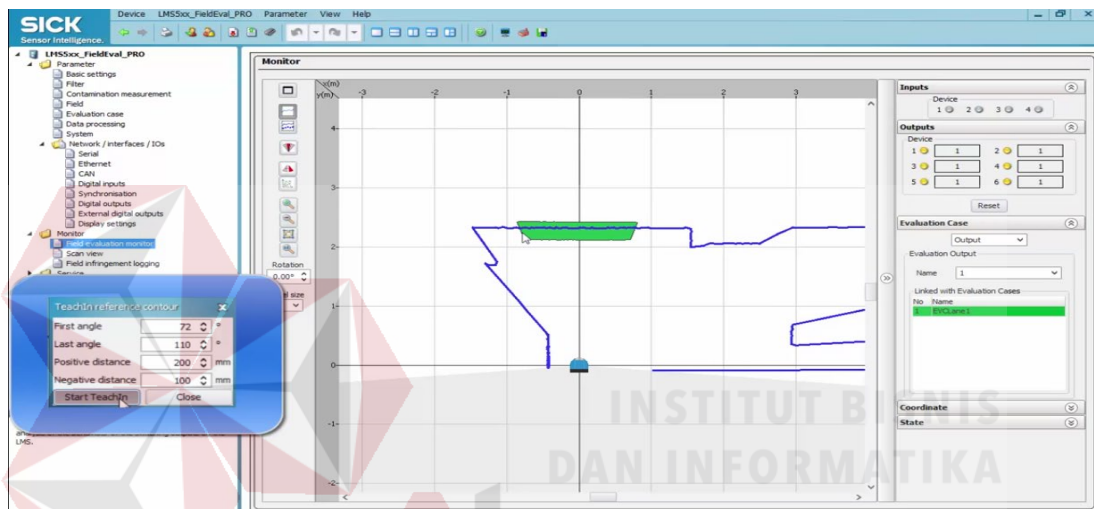 SICK
Sensor Intelligence.
Device LMS5xx_FieldEval_PRO Parameter View Help
LMS5xx_FieldEval_PRO
Parameter
Basic settings
Filter
Contamination measurement
Field
Evaluation case
Data processing
System
Network / Interfaces / IOs
Serial
Ethernet
CAN
Digital inputs
Synchronisation
Digital outputs
External digital outputs
Display settings
Monitor
Field evaluation monitor
Scan view
Field infringement logging
Service
TeachIn reference contour
First angle 72 °
Last angle 110 °
Positive distance 200 mm
Negative distance 100 mm
Start TeachIn Close
LMS.
Monitor
x(m)
y(m)
-3 -2 -1 0 1 2 3
4
3
2
1
0
-1
-2
Rotation
0.00°
size
Inputs
Device
1 2 3 4
Outputs
Device
1 1 2 1
3 1 4 1
5 1 6 1
Reset
Evaluation Case
Output
Evaluation Output
Name 1
Linked with Evaluation Cases
No Name
1 EVCLane1
Coordinate
State
INSTITUT BISNIS
DAN INFORMATIKA